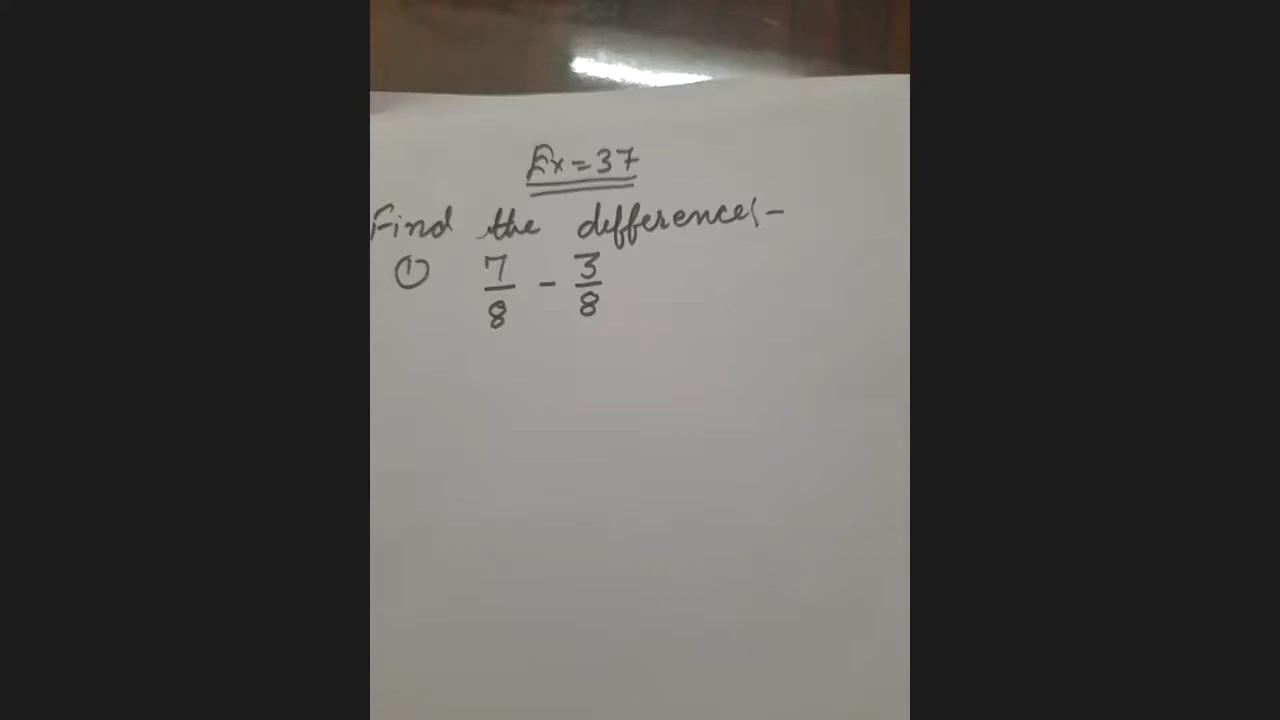 Ex = 37
Find the difference:-
① 7/8 - 3/8